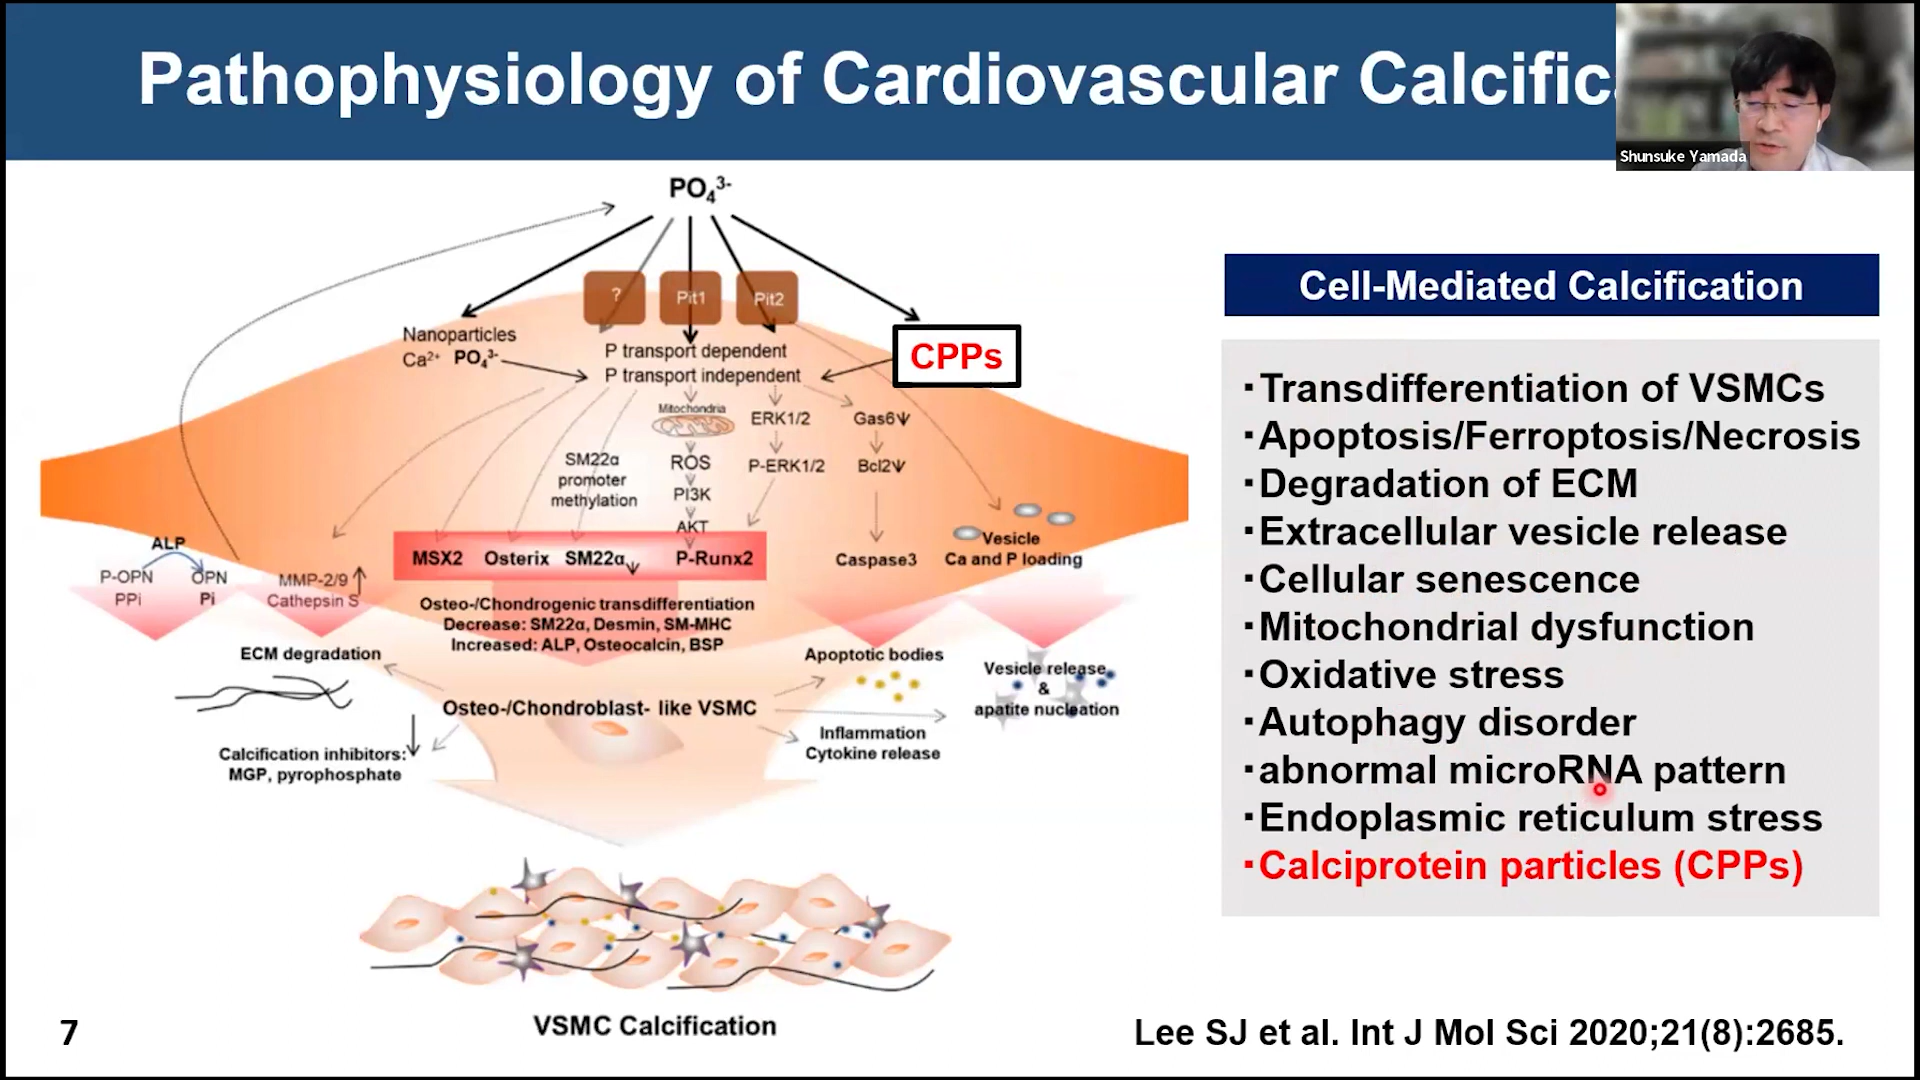 Pathophysiology of Cardiovascular Calcific
Shunsuke Yamada
PO₄³⁻
?
Pit1
Pit2
Nanoparticles
Ca²⁺ PO₄³⁻
P transport dependent
P transport independent
CPPs
Mitochondria
ROS
PI3K
AKT
ERK1/2
P-ERK1/2
Gas6↓
Bcl2↓
SM22α
promoter
methylation
MSX2 Osterix SM22α↓ P-Runx2
Caspase3
Vesicle
Ca and P loading
ALP
P-OPN
PPi
OPN
Pi
MMP-2/9↑
Cathepsin S
Osteo-/Chondrogenic transdifferentiation
Decrease: SM22α, Desmin, SM-MHC
Increased: ALP, Osteocalcin, BSP
ECM degradation
Apoptotic bodies
Vesicle release
&
apatite nucleation
Osteo-/Chondroblast- like VSMC
Inflammation
Cytokine release
Calcification inhibitors:↓
MGP, pyrophosphate
VSMC Calcification
Cell-Mediated Calcification
･Transdifferentiation of VSMCs
･Apoptosis/Ferroptosis/Necrosis
･Degradation of ECM
･Extracellular vesicle release
･Cellular senescence
･Mitochondrial dysfunction
･Oxidative stress
･Autophagy disorder
･abnormal microRNA pattern
･Endoplasmic reticulum stress
･Calciprotein particles (CPPs)
7
Lee SJ et al. Int J Mol Sci 2020;21(8):2685.